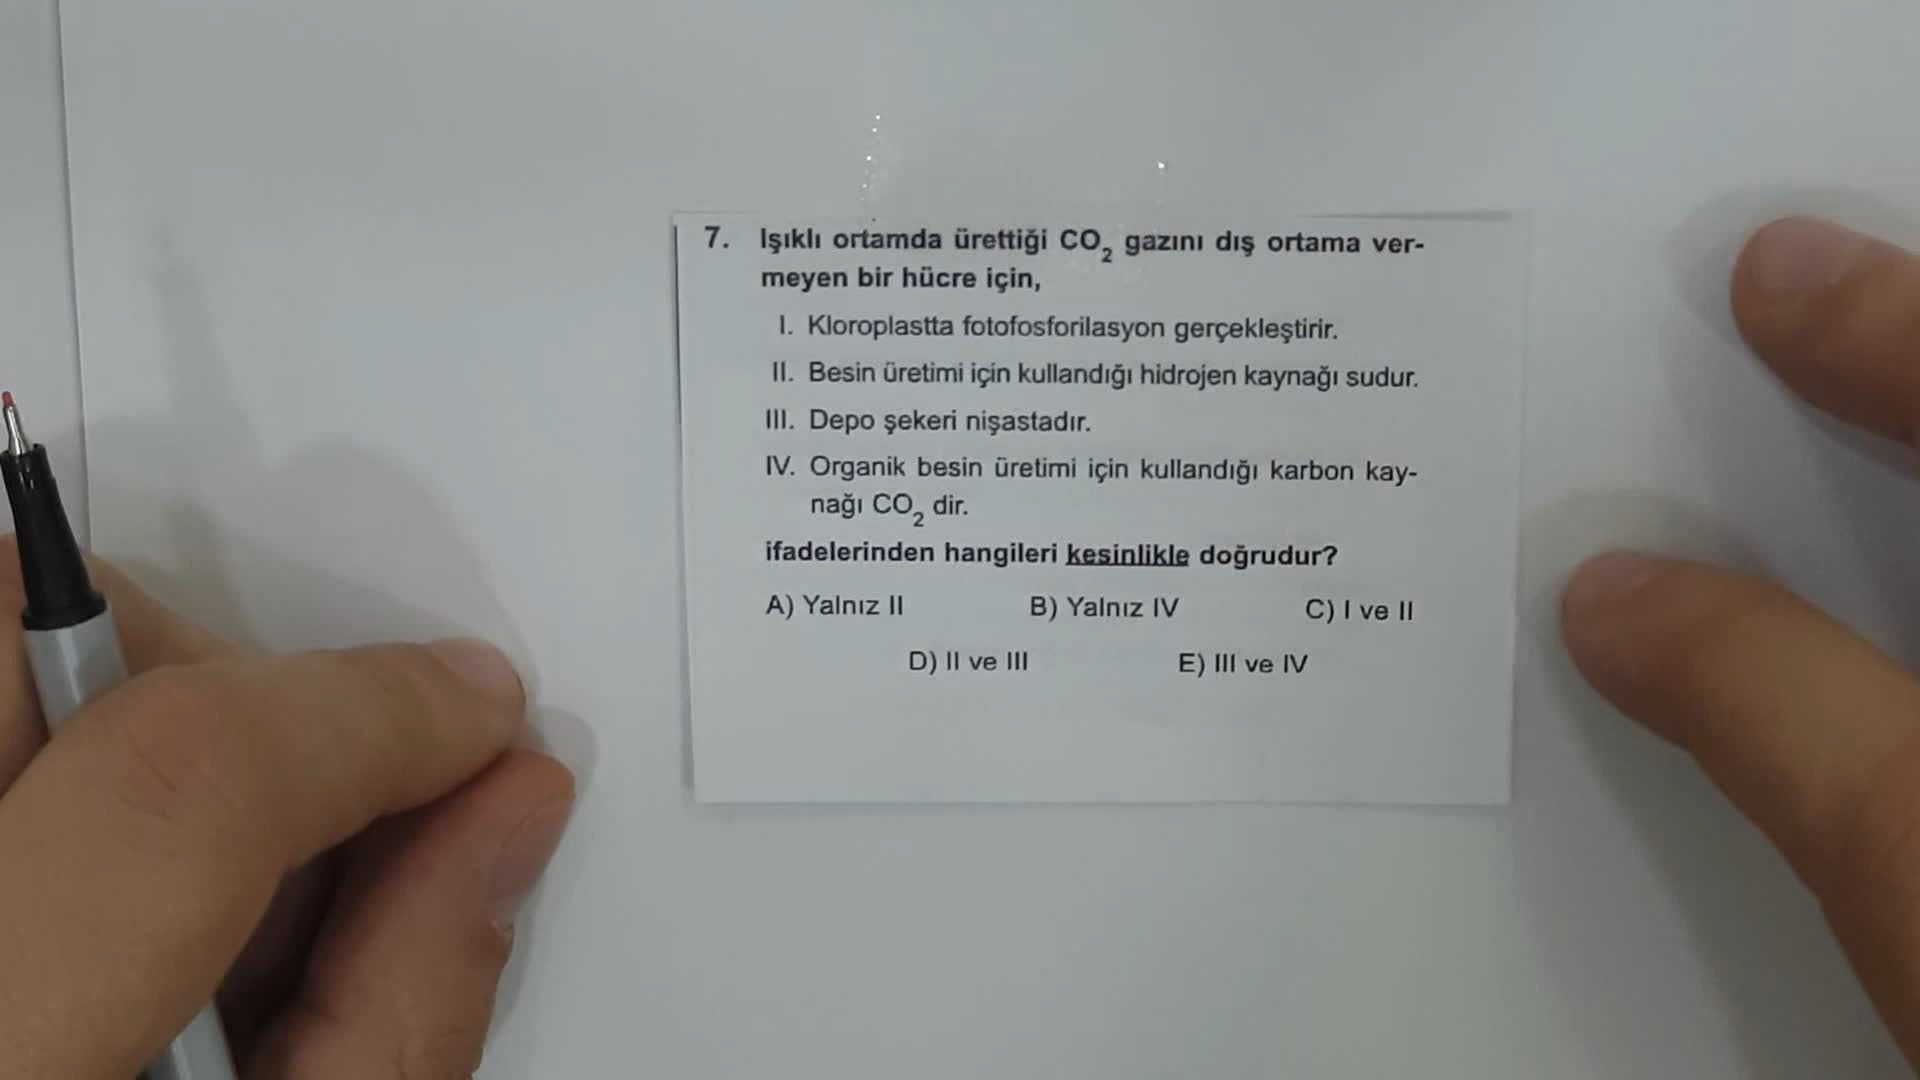 7. Işıklı ortamda ürettiği CO₂ gazını dış ortama ver-
meyen bir hücre için,
I. Kloroplastta fotofosforilasyon gerçekleştirir.
II. Besin üretimi için kullandığı hidrojen kaynağı sudur.
III. Depo şekeri nişastadır.
IV. Organik besin üretimi için kullandığı karbon kay-
nağı CO₂ dir.
ifadelerinden hangileri kesinlikle doğrudur?
A) Yalnız II B) Yalnız IV C) I ve II
D) II ve III E) III ve IV